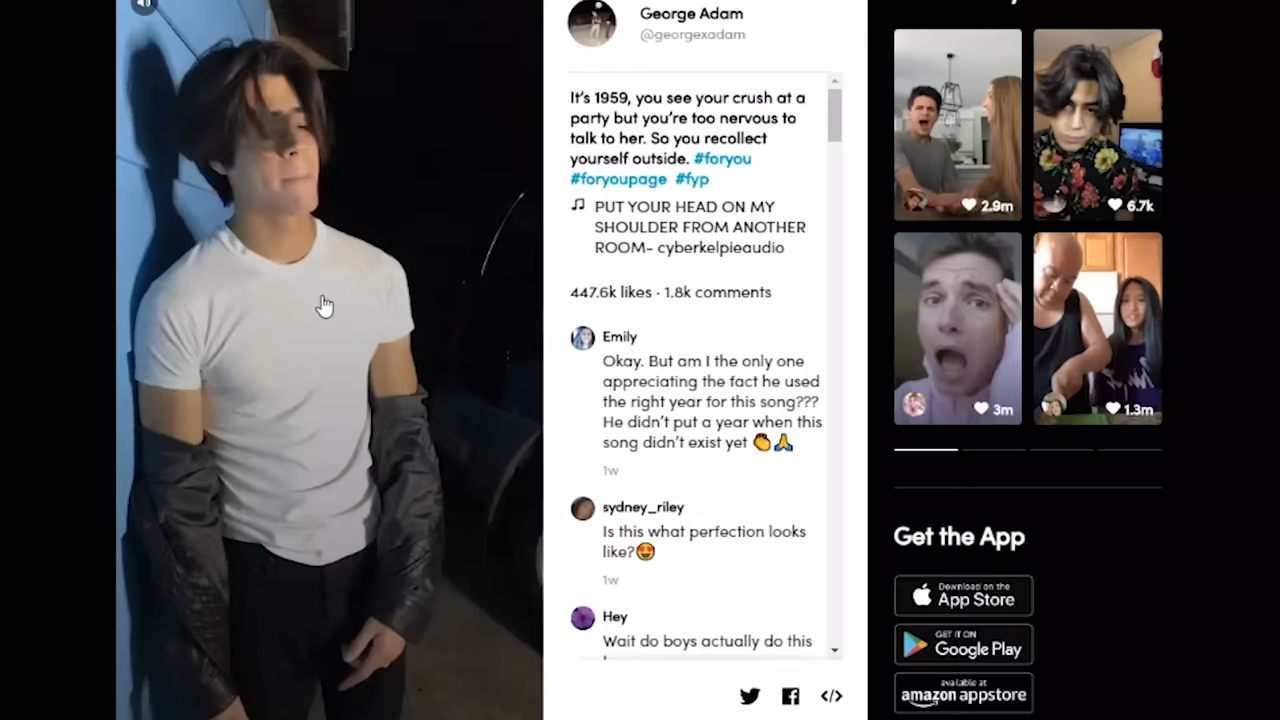 George Adam
@georgexadam
It's 1959, you see your crush at a
party but you're too nervous to
talk to her. So you recollect
yourself outside. #foryou
#foryoupage #fyp
PUT YOUR HEAD ON MY
SHOULDER FROM ANOTHER
ROOM- cyberkelpieaudio
447.6k likes · 1.8k comments
Emily
Okay. But am I the only one
appreciating the fact he used
the right year for this song???
He didn't put a year when this
song didn't exist yet 👏🙏
1w
sydney_riley
Is this what perfection looks
like?😍
1w
Hey
Wait do boys actually do this
2.9m
6.7k
3m
1.3m
Get the App
Download on the
App Store
GET IT ON
Google Play
available at
amazon appstore